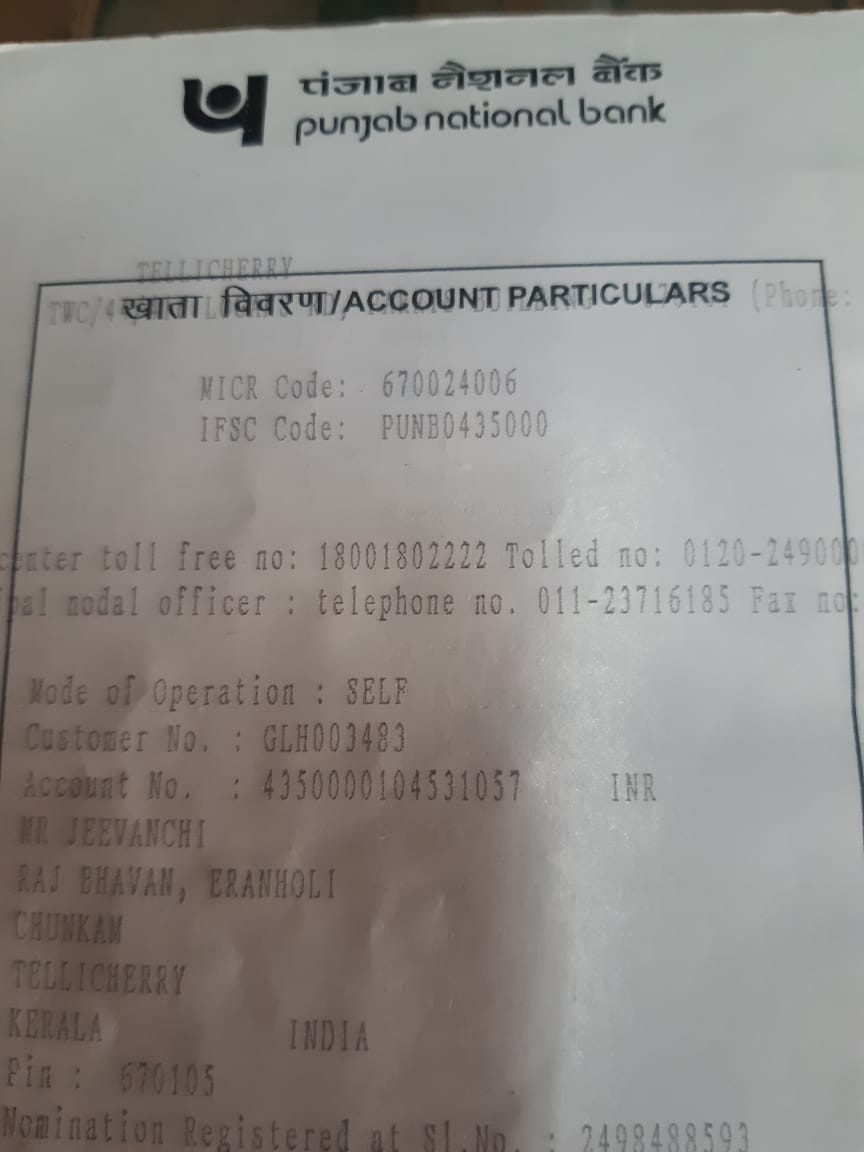 पंजाब नैशनल बैंक
punjab national bank
TELLICHERRY
खाता विवरण/ACCOUNT PARTICULARS
TWC/ (Phone:
MICR Code: 670024006
IFSC Code: PUNB0435000
center toll free no: 18001802222 Tolled no: 0120-249000
pal nodal officer : telephone no. 011-23716185 Fax no:
Mode of Operation : SELF
Customer No. : GLH003483
Account No. : 4350000104531057 INR
MR JEEVANCHI
RAJ BHAVAN, ERANHOLI
CHUNKAM
TELLICHERRY
KERALA INDIA
Pin : 670105
Nomination Registered at Sl.No. : 2498488593